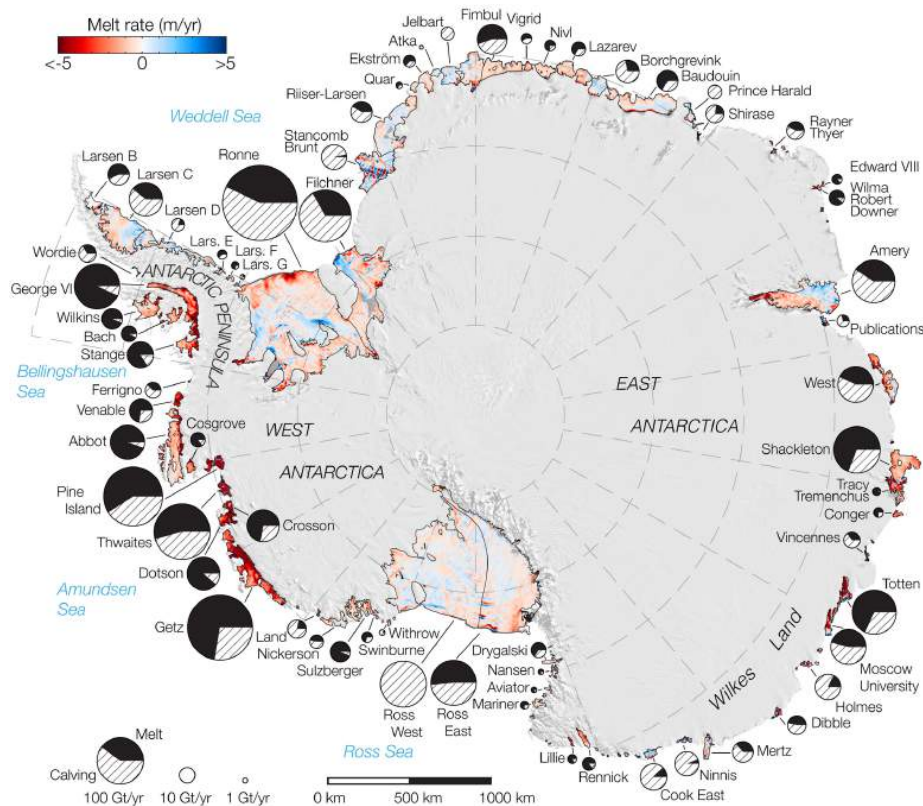 Melt rate (m/yr)
<-5 0 >5
Weddell Sea
Jelbart
Atka
Ekström
Quar
Riiser-Larsen
Stancomb
Brunt
Fimbul
Vigrid
Nivl
Lazarev
Borchgrevink
Baudouin
Prince Harald
Shirase
Rayner
Thyer
Edward VIII
Wilma
Robert
Downer
Amery
Publications
West
Shackleton
Tracy
Tremenchus
Conger
Vincennes
Totten
Moscow
University
Holmes
Dibble
Mertz
Ninnis
Cook East
Rennick
Lillie
Wilkes Land
EAST
ANTARCTICA
Larsen B
Larsen C
Larsen D
Lars. E
Lars. F
Lars. G
Ronne
Filchner
Wordie
George VI
Wilkins
Bach
Stange
ANTARCTIC PENINSULA
Bellingshausen
Sea
Ferrigno
Venable
Abbot
Cosgrove
WEST
ANTARCTICA
Pine
Island
Thwaites
Crosson
Dotson
Amundsen
Sea
Getz
Land
Nickerson
Sulzberger
Swinburne
Withrow
Ross
West
Ross
East
Drygalski
Nansen
Aviator
Mariner
Ross Sea
Melt
Calving
100 Gt/yr 10 Gt/yr 1 Gt/yr
0 km 500 km 1000 km